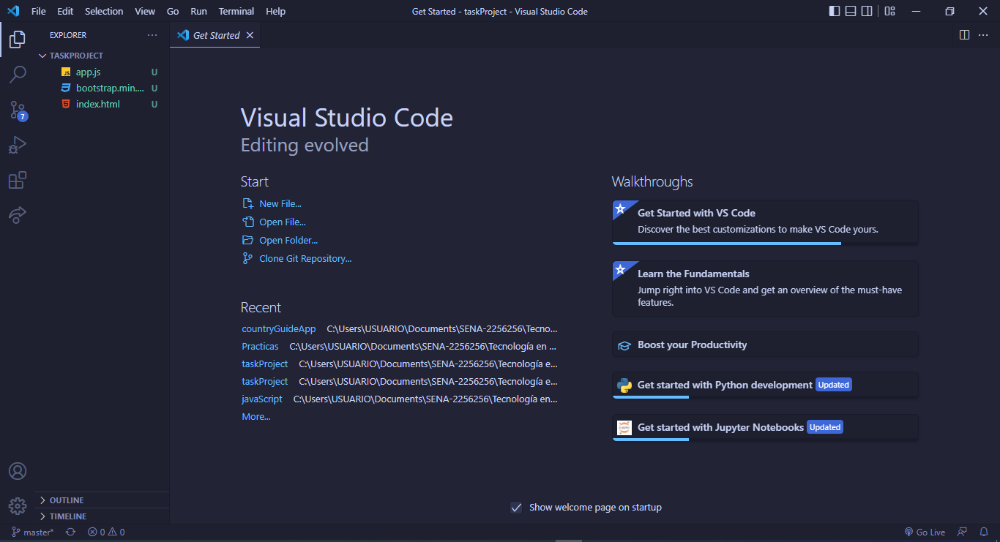 File Edit Selection View Go Run Terminal Help
Get Started - taskProject - Visual Studio Code
EXPLORER
Get Started
TASKPROJECT
JS app.js U
bootstrap.min.... U
index.html U
7
Visual Studio Code
Editing evolved
Start
New File...
Open File...
Open Folder...
Clone Git Repository...
Recent
countryGuideApp C:\Users\USUARIO\Documents\SENA-2256256\Tecno...
Practicas C:\Users\USUARIO\Documents\SENA-2256256\Tecnología en ...
taskProject C:\Users\USUARIO\Documents\SENA-2256256\Tecnología e...
taskProject C:\Users\USUARIO\Documents\SENA-2256256\Tecnología e...
javaScript C:\Users\USUARIO\Documents\SENA-2256256\Tecnología en...
More...
Walkthroughs
Get Started with VS Code
Discover the best customizations to make VS Code yours.
Learn the Fundamentals
Jump right into VS Code and get an overview of the must-have
features.
Boost your Productivity
Get started with Python development Updated
Get started with Jupyter Notebooks Updated
Show welcome page on startup
OUTLINE
TIMELINE
master* 0 0 Go Live